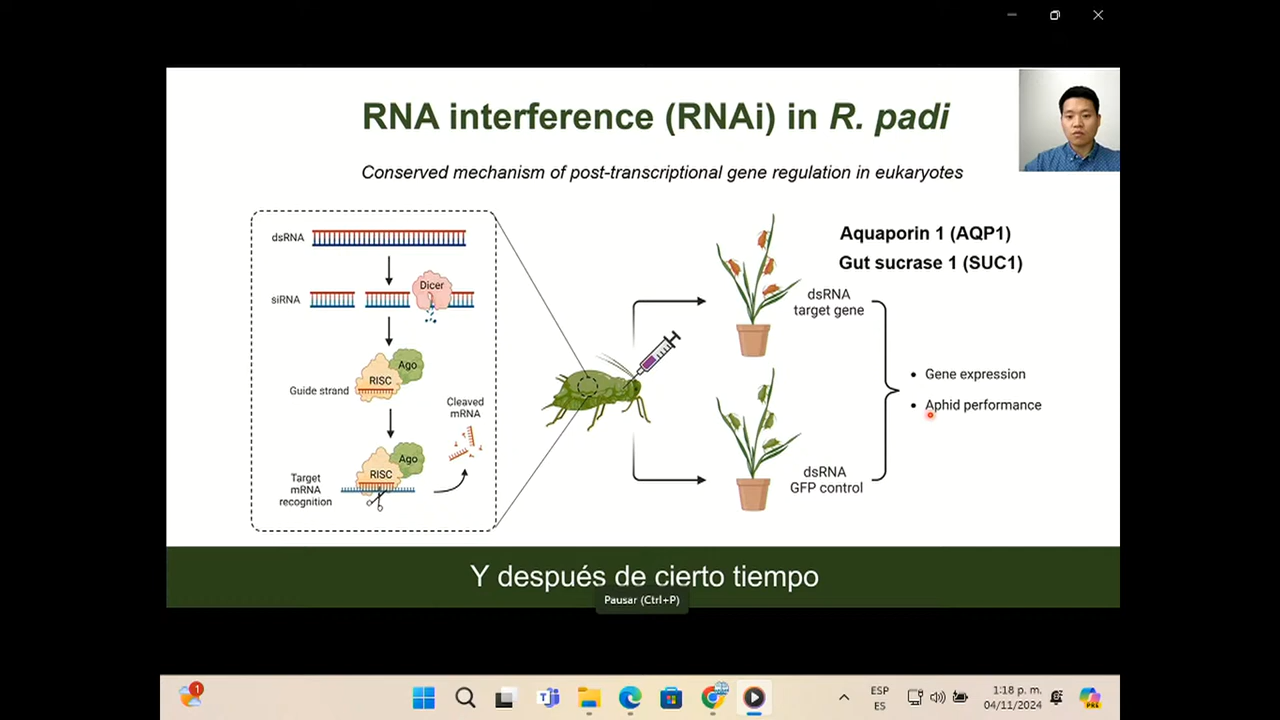 RNA interference (RNAi) in R. padi
Conserved mechanism of post-transcriptional gene regulation in eukaryotes
dsRNA
siRNA
Dicer
Ago
RISC
Guide strand
Cleaved
mRNA
Ago
RISC
Target
mRNA
recognition
Aquaporin 1 (AQP1)
Gut sucrase 1 (SUC1)
dsRNA
target gene
dsRNA
GFP control
• Gene expression
• Aphid performance
Y después de cierto tiempo
Pausar (Ctrl+P)
1
ESP
ES
1:18 p. m.
04/11/2024
PRE